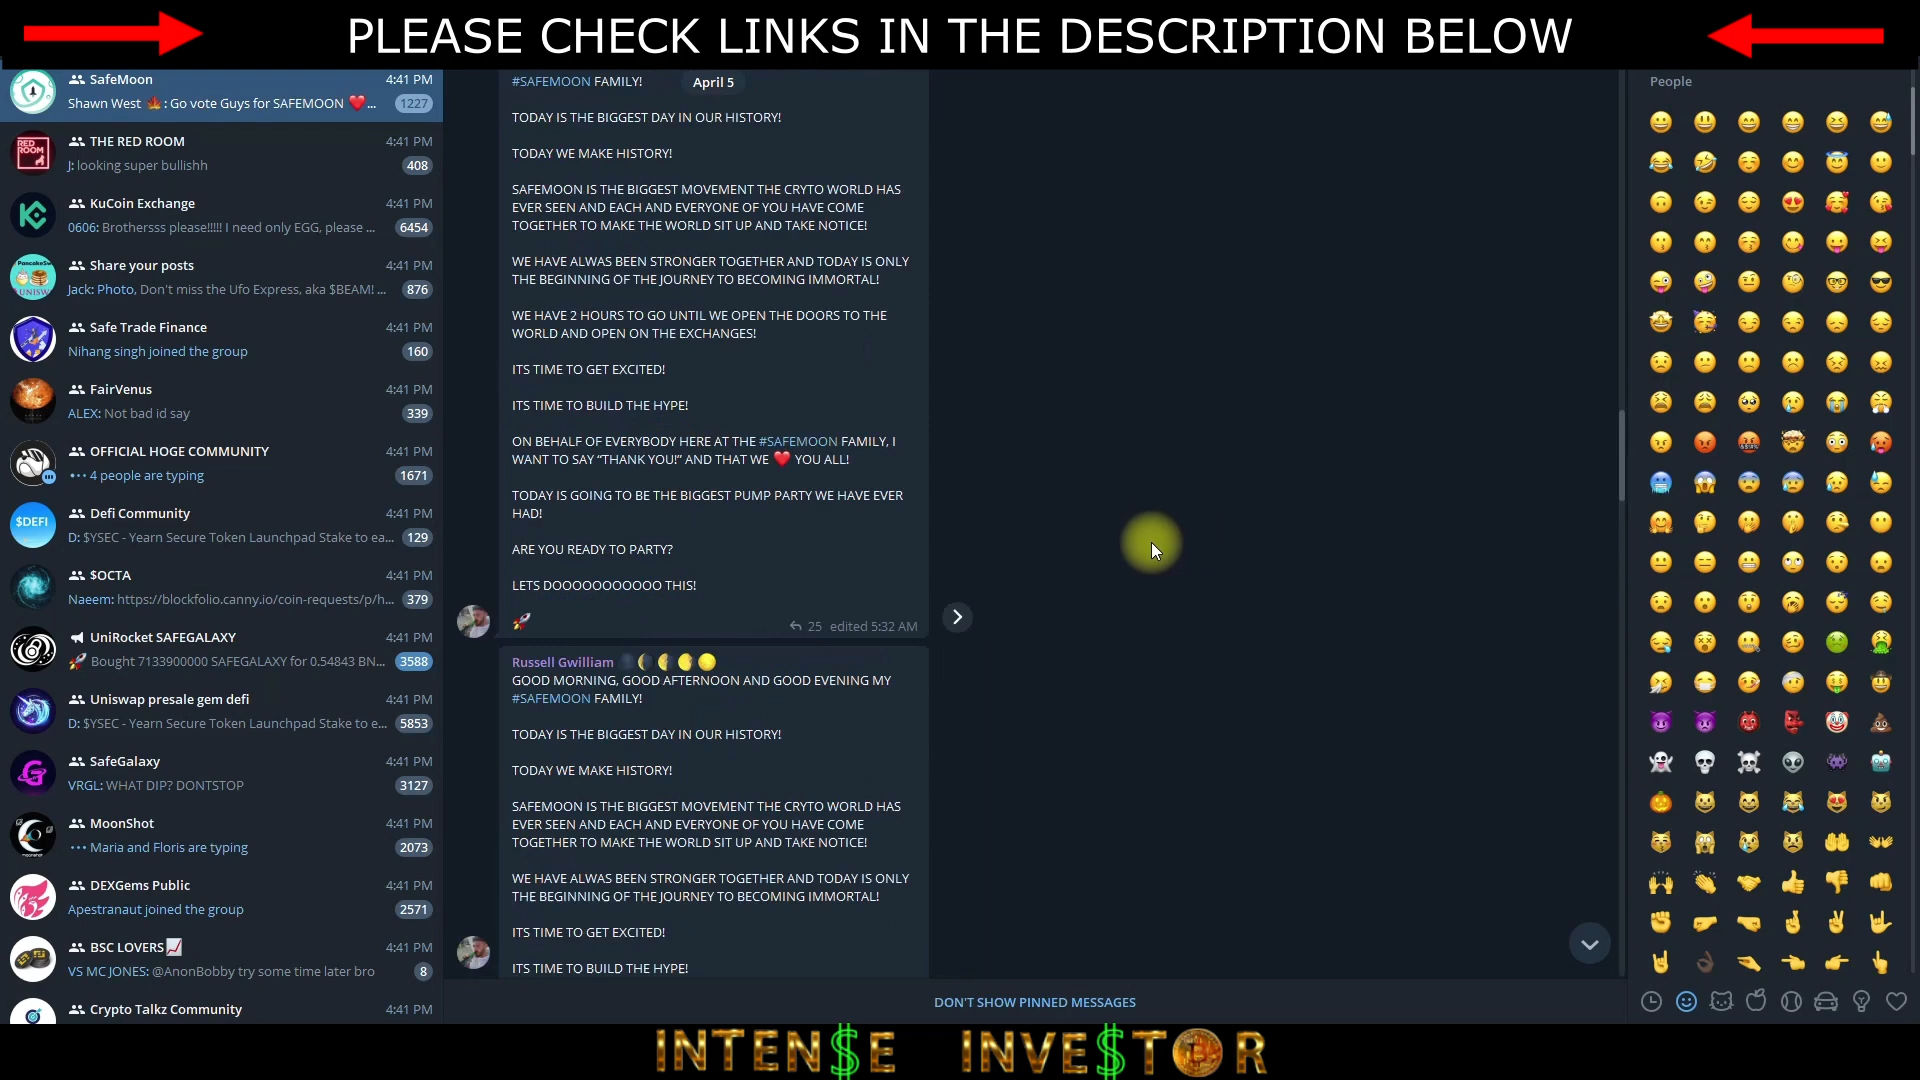 PLEASE CHECK LINKS IN THE DESCRIPTION BELOW
SafeMoon 4:41 PM
Shawn West 🍁: Go vote Guys for SAFEMOON ❤️... 1227
THE RED ROOM 4:41 PM
J: looking super bullishh 408
KuCoin Exchange 4:41 PM
0606: Brothersss please!!!!! I need only EGG, please ... 6454
Share your posts 4:41 PM
Jack: Photo, Don't miss the Ufo Express, aka $BEAM! ... 876
Safe Trade Finance 4:41 PM
Nihang singh joined the group 160
FairVenus 4:41 PM
ALEX: Not bad id say 339
OFFICIAL HOGE COMMUNITY 4:41 PM
••• 4 people are typing 1671
$DEFI
Defi Community 4:41 PM
D: $YSEC - Yearn Secure Token Launchpad Stake to ea... 129
$OCTA 4:41 PM
Naeem: https://blockfolio.canny.io/coin-requests/p/h... 379
UniRocket SAFEGALAXY 4:41 PM
🚀 Bought 7133900000 SAFEGALAXY for 0.54843 BN... 3588
Uniswap presale gem defi 4:41 PM
D: $YSEC - Yearn Secure Token Launchpad Stake to e... 5853
SafeGalaxy 4:41 PM
VRGL: WHAT DIP? DONTSTOP 3127
MoonShot 4:41 PM
••• Maria and Floris are typing 2073
DEXGems Public 4:41 PM
Apestranaut joined the group 2571
BSC LOVERS📈 4:41 PM
VS MC JONES: @AnonBobby try some time later bro 8
Crypto Talkz Community 4:41 PM
#SAFEMOON FAMILY!
April 5
TODAY IS THE BIGGEST DAY IN OUR HISTORY!
TODAY WE MAKE HISTORY!
SAFEMOON IS THE BIGGEST MOVEMENT THE CRYTO WORLD HAS
EVER SEEN AND EACH AND EVERYONE OF YOU HAVE COME
TOGETHER TO MAKE THE WORLD SIT UP AND TAKE NOTICE!
WE HAVE ALWAS BEEN STRONGER TOGETHER AND TODAY IS ONLY
THE BEGINNING OF THE JOURNEY TO BECOMING IMMORTAL!
WE HAVE 2 HOURS TO GO UNTIL WE OPEN THE DOORS TO THE
WORLD AND OPEN ON THE EXCHANGES!
ITS TIME TO GET EXCITED!
ITS TIME TO BUILD THE HYPE!
ON BEHALF OF EVERYBODY HERE AT THE #SAFEMOON FAMILY, I
WANT TO SAY “THANK YOU!” AND THAT WE ❤️ YOU ALL!
TODAY IS GOING TO BE THE BIGGEST PUMP PARTY WE HAVE EVER
HAD!
ARE YOU READY TO PARTY?
LETS DOOOOOOOOOOO THIS!
🚀 25 edited 5:32 AM
Russell Gwilliam 🌑🌓🌓🌔🌕
GOOD MORNING, GOOD AFTERNOON AND GOOD EVENING MY
#SAFEMOON FAMILY!
TODAY IS THE BIGGEST DAY IN OUR HISTORY!
TODAY WE MAKE HISTORY!
SAFEMOON IS THE BIGGEST MOVEMENT THE CRYTO WORLD HAS
EVER SEEN AND EACH AND EVERYONE OF YOU HAVE COME
TOGETHER TO MAKE THE WORLD SIT UP AND TAKE NOTICE!
WE HAVE ALWAS BEEN STRONGER TOGETHER AND TODAY IS ONLY
THE BEGINNING OF THE JOURNEY TO BECOMING IMMORTAL!
ITS TIME TO GET EXCITED!
ITS TIME TO BUILD THE HYPE!
DON'T SHOW PINNED MESSAGES
People
INTEN$E INVE$TOR